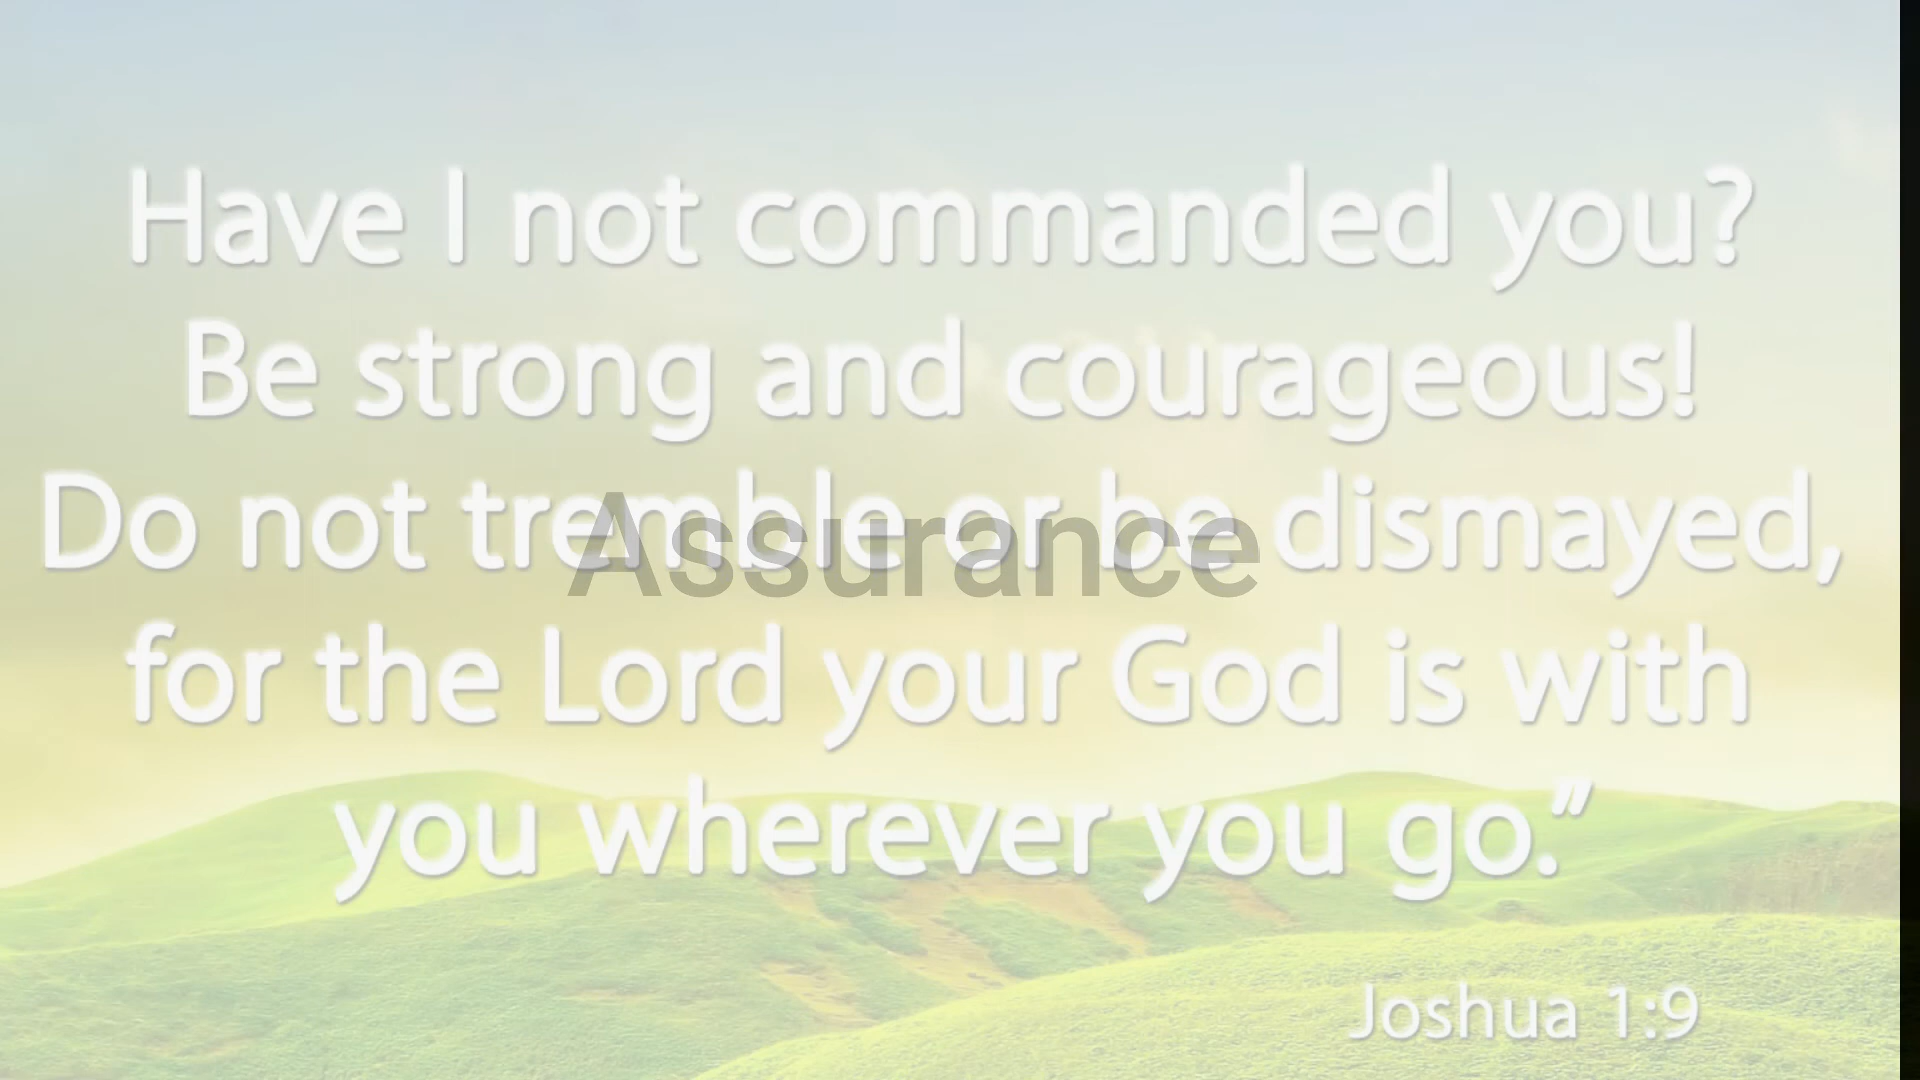 Have I not commanded you?
Be strong and courageous!
Do not tremble or be dismayed,
Assurance
for the Lord your God is with
you wherever you go.”
Joshua 1:9